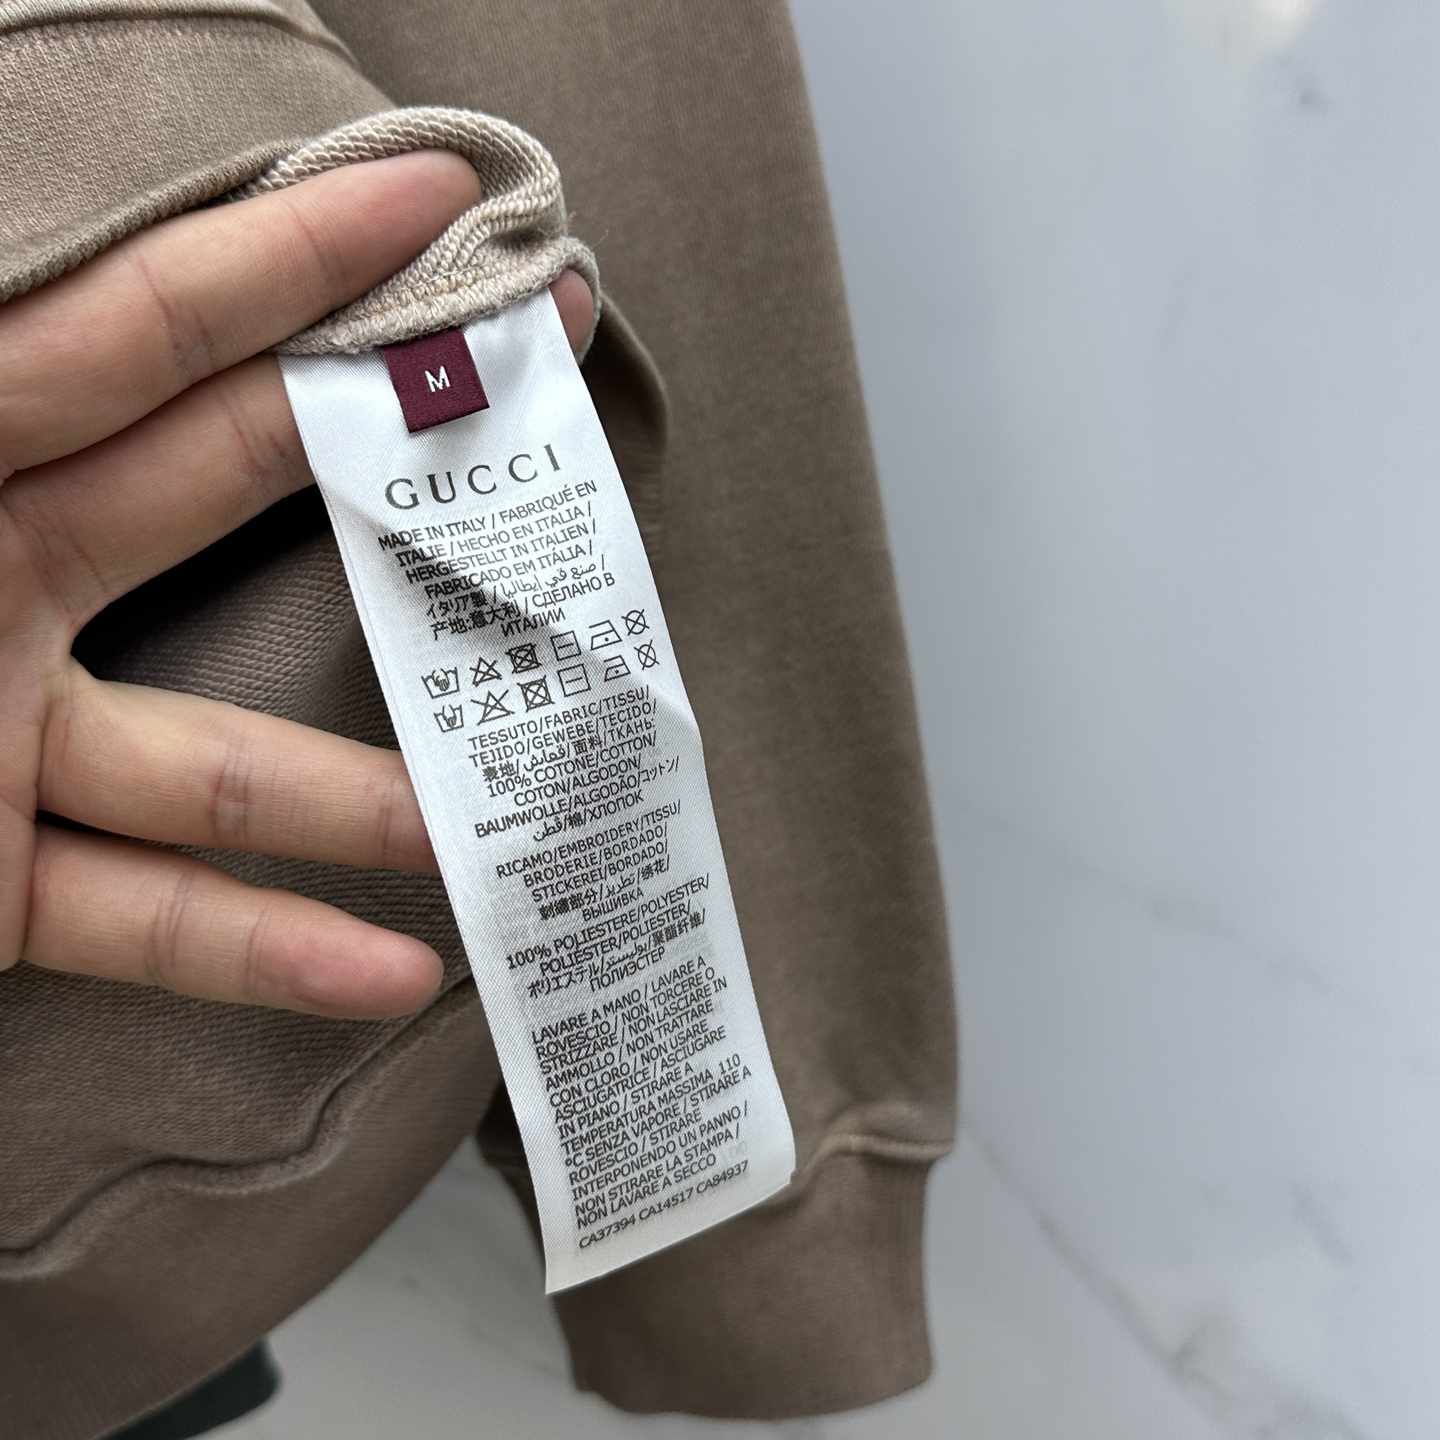 M
GUCCI
MADE IN ITALY / FABRIQUÉ EN
ITALIE / HECHO EN ITALIA /
HERGESTELLT IN ITALIEN /
FABRICADO EM ITÁLIA /
イタリア製 / صنع في إيطاليا /
产地:意大利 / СДЕЛАНО В
ИТАЛИИ
TESSUTO/FABRIC/TISSU/
TEJIDO/GEWEBE/TECIDO/
表地/قماش/面料/ТКАНЬ:
100% COTONE/COTTON/
COTON/ALGODON/
BAUMWOLLE/ALGODÃO/コットン/
قطن/棉/ХЛОПОК
RICAMO/EMBROIDERY/TISSU/
BRODERIE/BORDADO/
STICKEREI/BORDADO/
刺繍部分/تطريز/绣花/
ВЫШИВКА
100% POLIESTERE/POLYESTER/
POLIESTER/POLIESTER/
ポリエステル/بوليستر/聚酯纤维/
ПОЛИЭСТЕР
LAVARE A MANO / LAVARE A
ROVESCIO / NON TORCERE O
STRIZZARE / NON LASCIARE IN
AMMOLLO / NON TRATTARE
CON CLORO / NON USARE
ASCIUGATRICE / ASCIUGARE
IN PIANO / STIRARE A
TEMPERATURA MASSIMA 110
°C SENZA VAPORE / STIRARE A
ROVESCIO / STIRARE
INTERPONENDO UN PANNO /
NON STIRARE LA STAMPA /
NON LAVARE A SECCO
CA37394 CA14517 CA84937